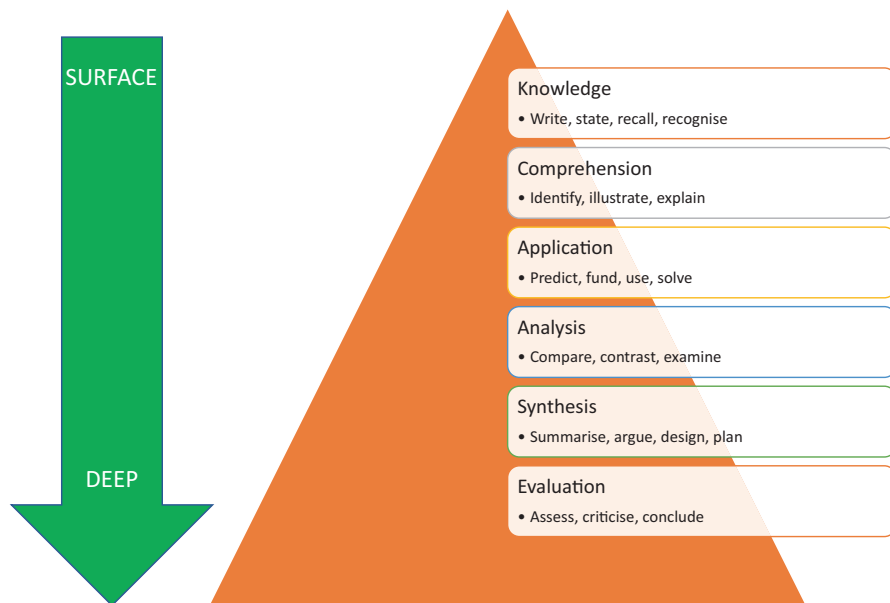 SURFACE
DEEP
Knowledge
• Write, state, recall, recognise
Comprehension
• Identify, illustrate, explain
Application
• Predict, fund, use, solve
Analysis
• Compare, contrast, examine
Synthesis
• Summarise, argue, design, plan
Evaluation
• Assess, criticise, conclude